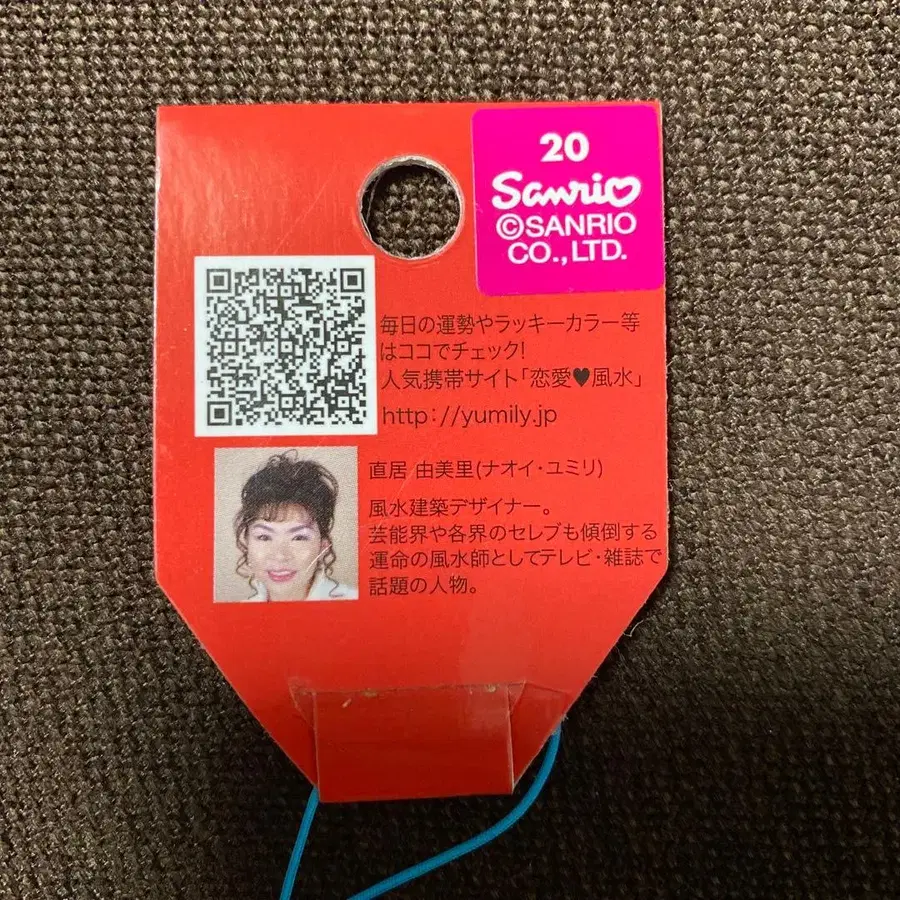 20
Sanrio
©SANRIO
CO.,LTD.
毎日の運勢やラッキーカラー等
はココでチェック!
人気携帯サイト「恋愛♥風水」
http://yumily.jp
直居 由美里(ナオイ・ユミリ)
風水建築デザイナー。
芸能界や各界のセレブも傾倒する
運命の風水師としてテレビ・雑誌で
話題の人物。